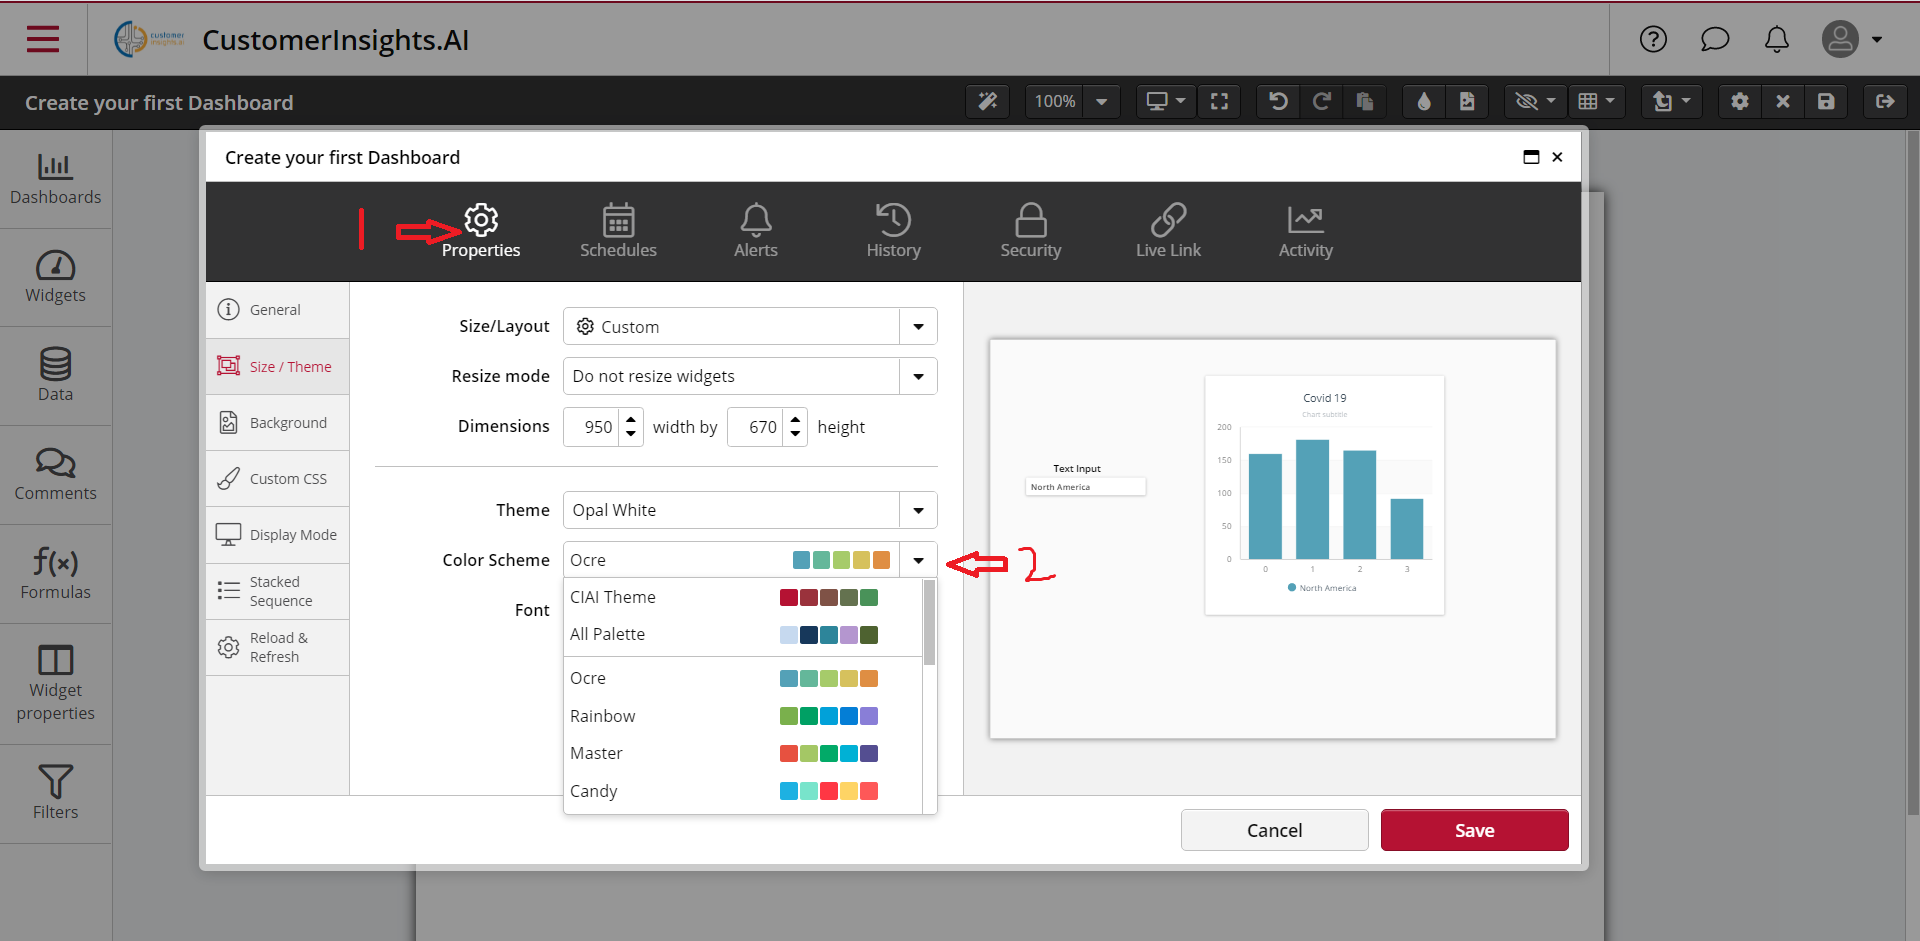 customer
insights.ai
CustomerInsights.AI
Create your first Dashboard
100%
Dashboards
Widgets
Data
Comments
f(x)
Formulas
Widget
properties
Filters
Create your first Dashboard
1
Properties
Schedules
Alerts
History
Security
Live Link
Activity
General
Size / Theme
Background
Custom CSS
Display Mode
Stacked
Sequence
Reload &
Refresh
Size/Layout Custom
Resize mode Do not resize widgets
Dimensions 950 width by 670 height
Theme Opal White
Color Scheme Ocre
2
Font
CIAI Theme
All Palette
Ocre
Rainbow
Master
Candy
Text Input
North America
Covid 19
Chart subtitle
200
150
100
50
0
0 1 2 3
North America
Cancel
Save